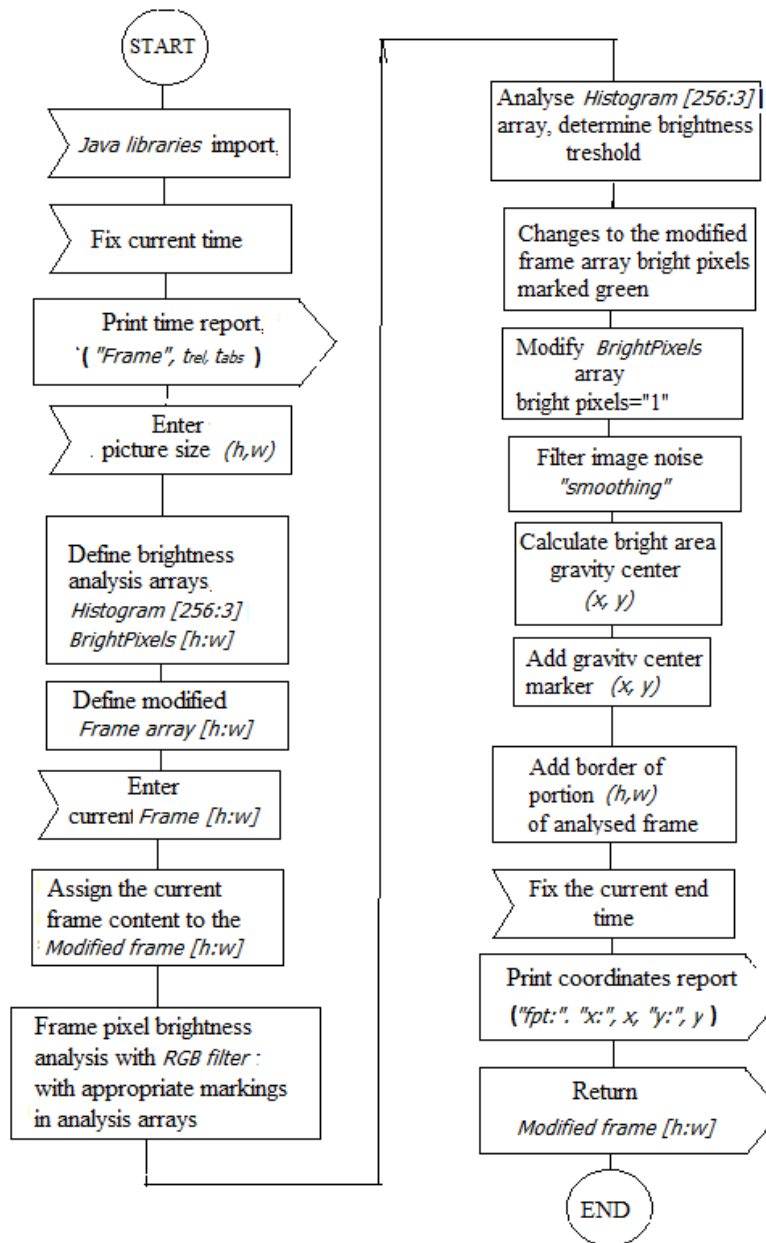 START
Java libraries import,
Fix current time
Print time report,
( "Frame", trel, tabs )
Enter
picture size (h,w)
Define brightness
analysis arrays,
Histogram [256:3]
BrightPixels [h:w]
Define modified
Frame array [h:w]
Enter
current Frame [h:w]
Assign the current
frame content to the
Modified frame [h:w]
Frame pixel brightness
analysis with RGB filter :
with appropriate markings
in analysis arrays
Analyse Histogram [256:3]
array, determine brightness
treshold
Changes to the modified
frame array bright pixels
marked green
Modify BrightPixels
array
bright pixels="1"
Filter image noise
"smoothing"
Calculate bright area
gravity center
(x, y)
Add gravity center
marker (x, y)
Add border of
portion (h,w)
of analysed frame
Fix the current end
time
Print coordinates report
("fpt:". "x:", x, "y:", y )
Return
Modified frame [h:w]
END